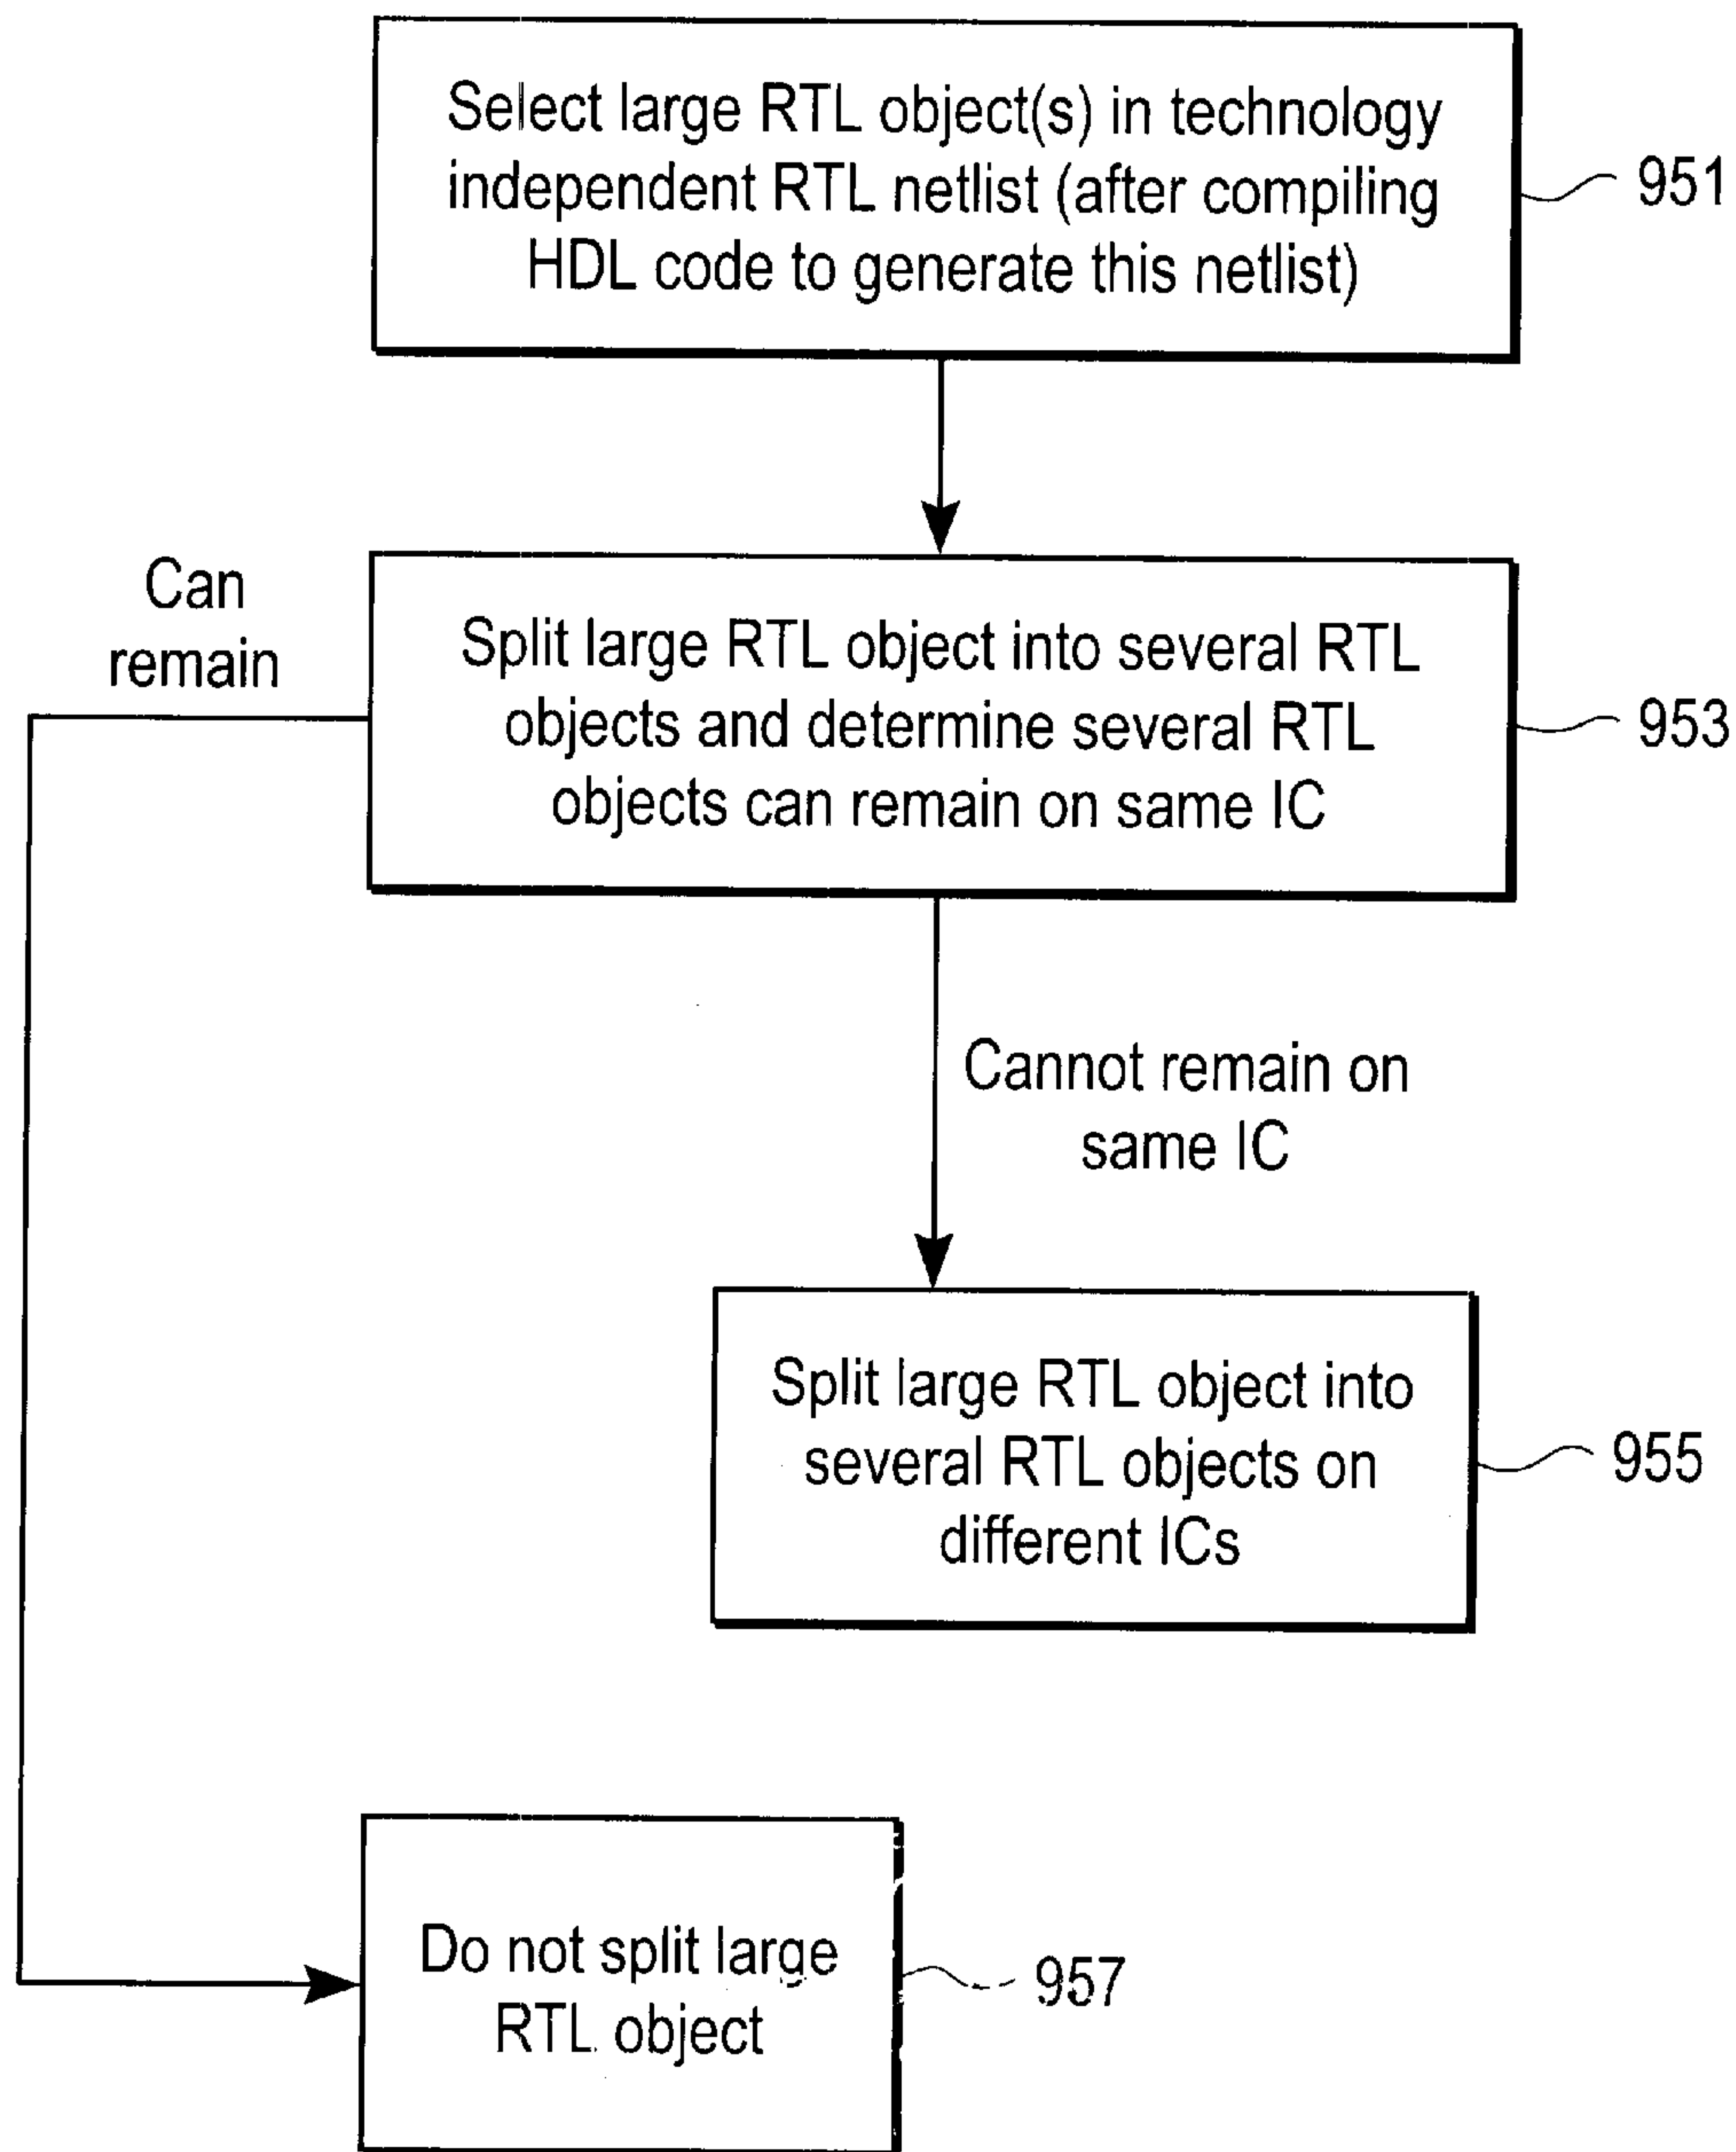 Select large RTL object(s) in technology
independent RTL netlist (after compiling
HDL code to generate this netlist)
951
Can
remain
Split large RTL object into several RTL
objects and determine several RTL
objects can remain on same IC
953
Cannot remain on
same IC
Split large RTL object into
several RTL objects on
different ICs
955
Do not split large
RTL object
957